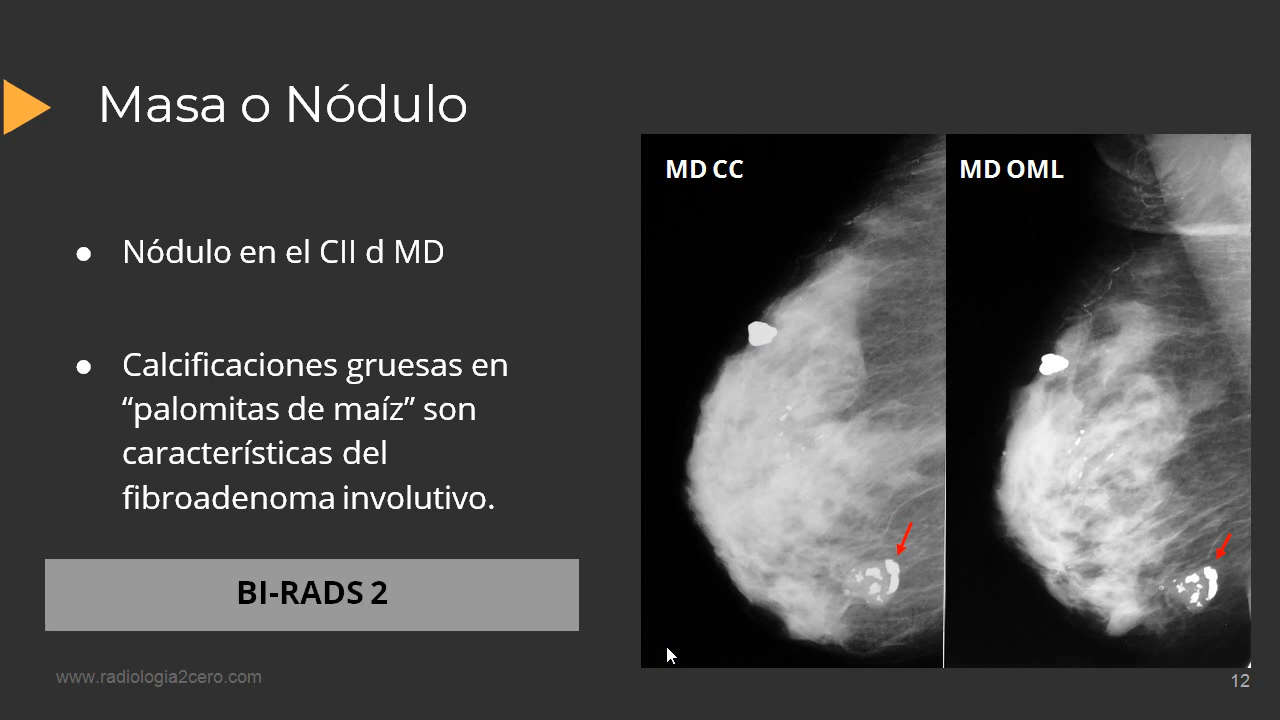 Masa o Nódulo
MD CC
MD OML
● Nódulo en el CII d MD
● Calcificaciones gruesas en
“palomitas de maíz” son
características del
fibroadenoma involutivo.
BI-RADS 2
www.radiologia2cero.com
12